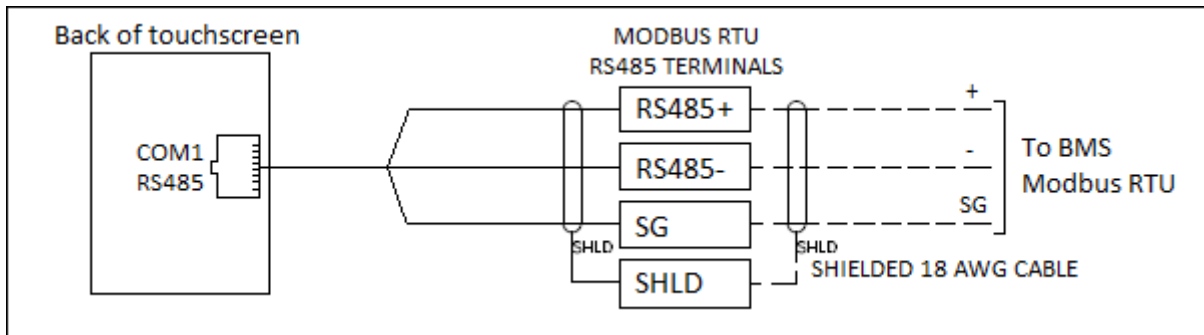 Back of touchscreen
MODBUS RTU
RS485 TERMINALS
COM1
RS485
RS485+
RS485-
SG
SHLD
SHLD
SHLD
+
-
SG
To BMS
Modbus RTU
SHIELDED 18 AWG CABLE